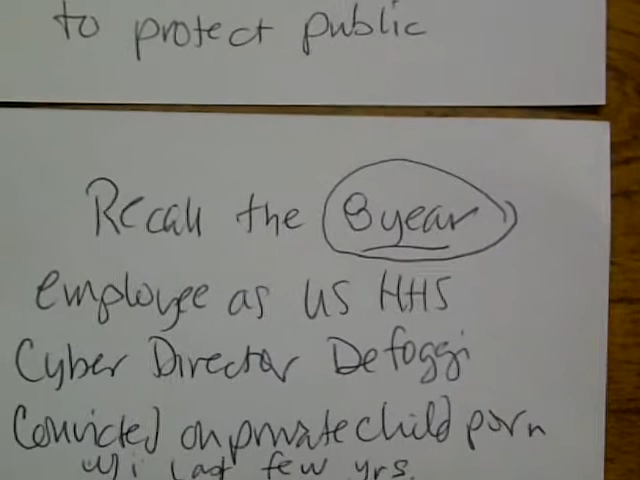 to protect public
Recall the 8 year
employee as US HHS
Cyber Director Defoggi
Convicted on private child porn
w/i last few yrs.